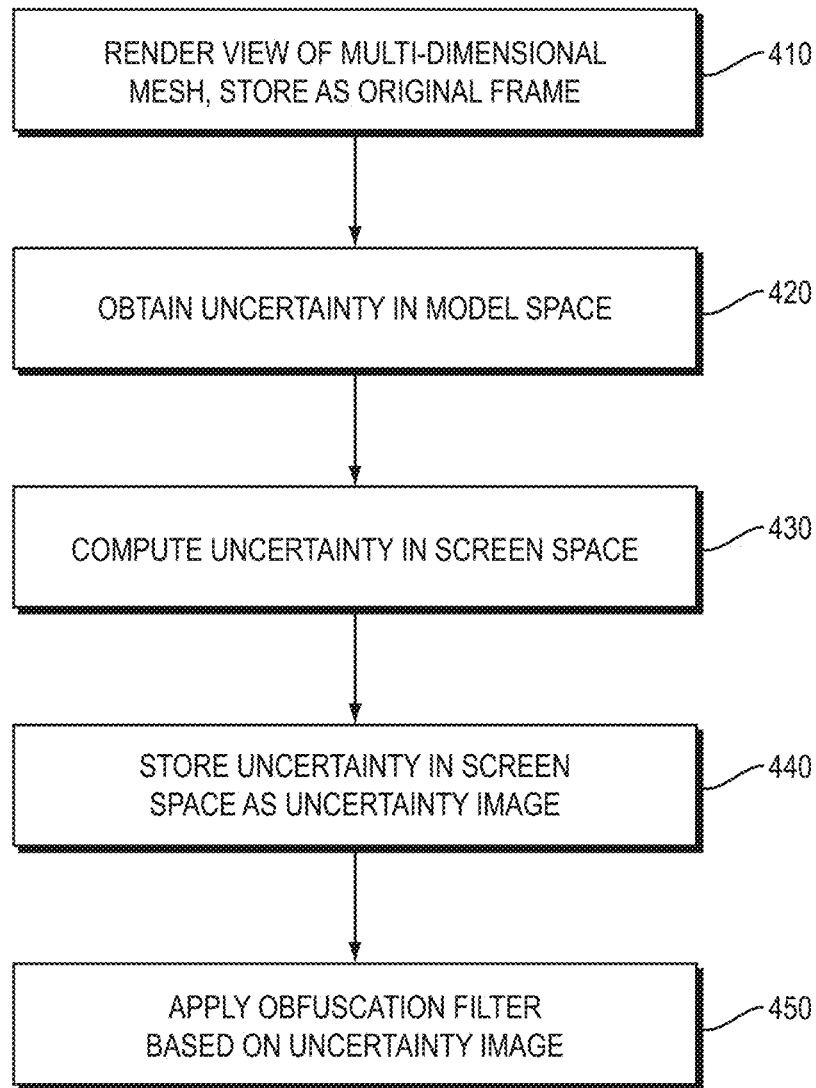 RENDER VIEW OF MULTI-DIMENSIONAL
MESH, STORE AS ORIGINAL FRAME
410
OBTAIN UNCERTAINTY IN MODEL SPACE
420
COMPUTE UNCERTAINTY IN SCREEN SPACE
430
STORE UNCERTAINTY IN SCREEN
SPACE AS UNCERTAINTY IMAGE
440
APPLY OBFUSCATION FILTER
BASED ON UNCERTAINTY IMAGE
450